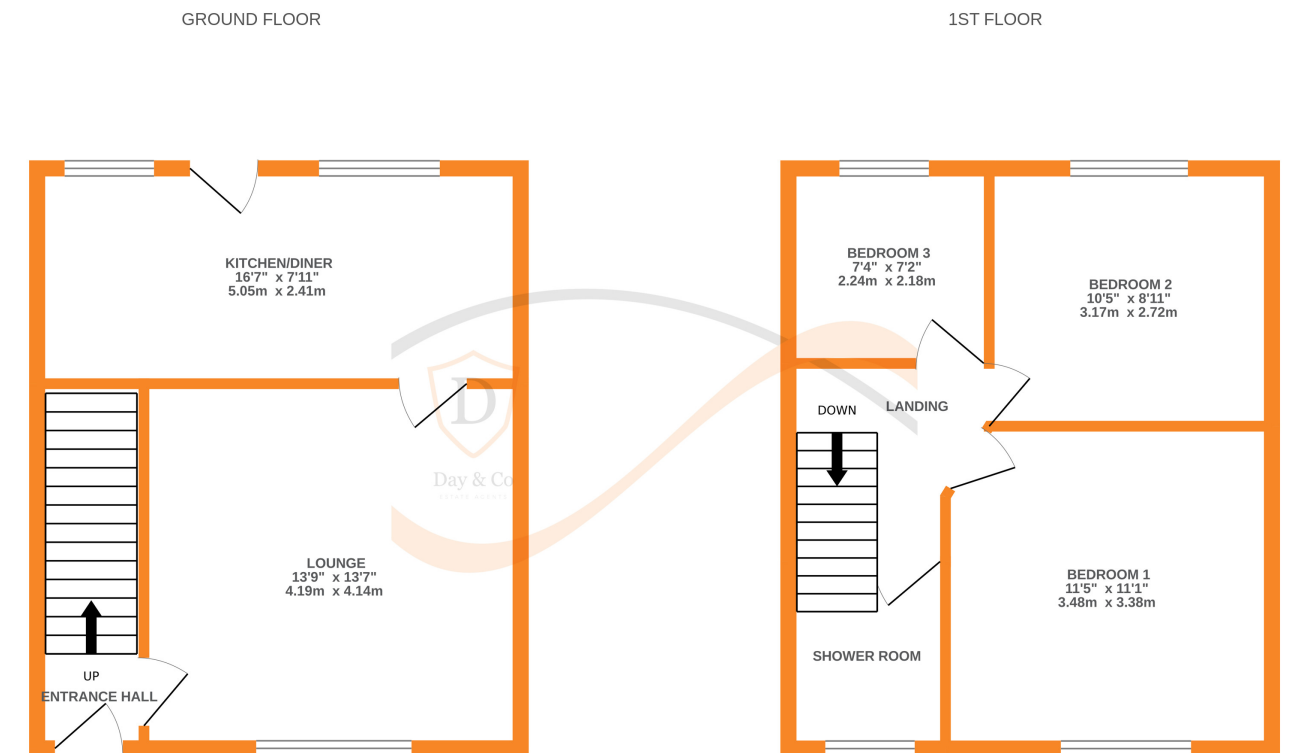 GROUND FLOOR
KITCHEN/DINER
16'7" x 7'11"
5.05m x 2.41m
D
Day & Co
ESTATE AGENTS
LOUNGE
13'9" x 13'7"
4.19m x 4.14m
UP
ENTRANCE HALL
1ST FLOOR
BEDROOM 3
7'4" x 7'2"
2.24m x 2.18m
BEDROOM 2
10'5" x 8'11"
3.17m x 2.72m
DOWN
LANDING
BEDROOM 1
11'5" x 11'1"
3.48m x 3.38m
SHOWER ROOM